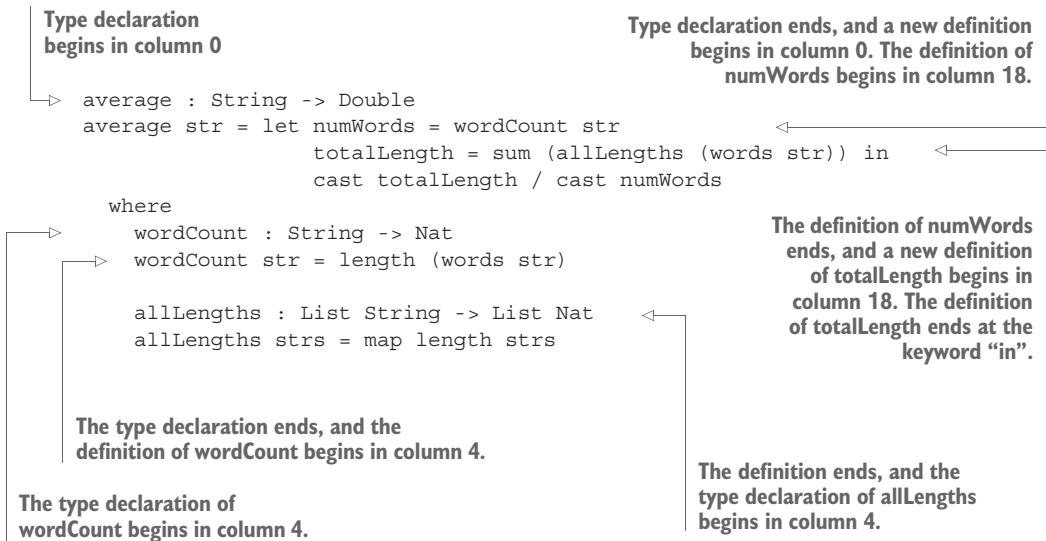 Type declaration
begins in column 0
Type declaration ends, and a new definition
begins in column 0. The definition of
numWords begins in column 18.
average : String -> Double
average str = let numWords = wordCount str
                  totalLength = sum (allLengths (words str)) in
                  cast totalLength / cast numWords
  where
    wordCount : String -> Nat
    wordCount str = length (words str)
    allLengths : List String -> List Nat
    allLengths strs = map length strs
The definition of numWords
ends, and a new definition
of totalLength begins in
column 18. The definition
of totalLength ends at the
keyword “in”.
The type declaration ends, and the
definition of wordCount begins in column 4.
The type declaration of
wordCount begins in column 4.
The definition ends, and the
type declaration of allLengths
begins in column 4.